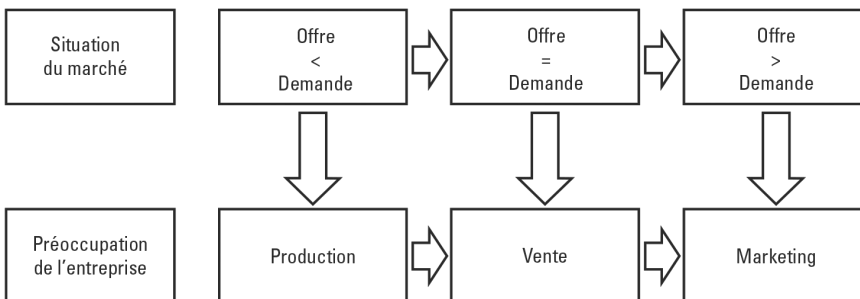 Situation
du marché
Offre
<
Demande
Offre
=
Demande
Offre
>
Demande
Préoccupation
de l'entreprise
Production
Vente
Marketing